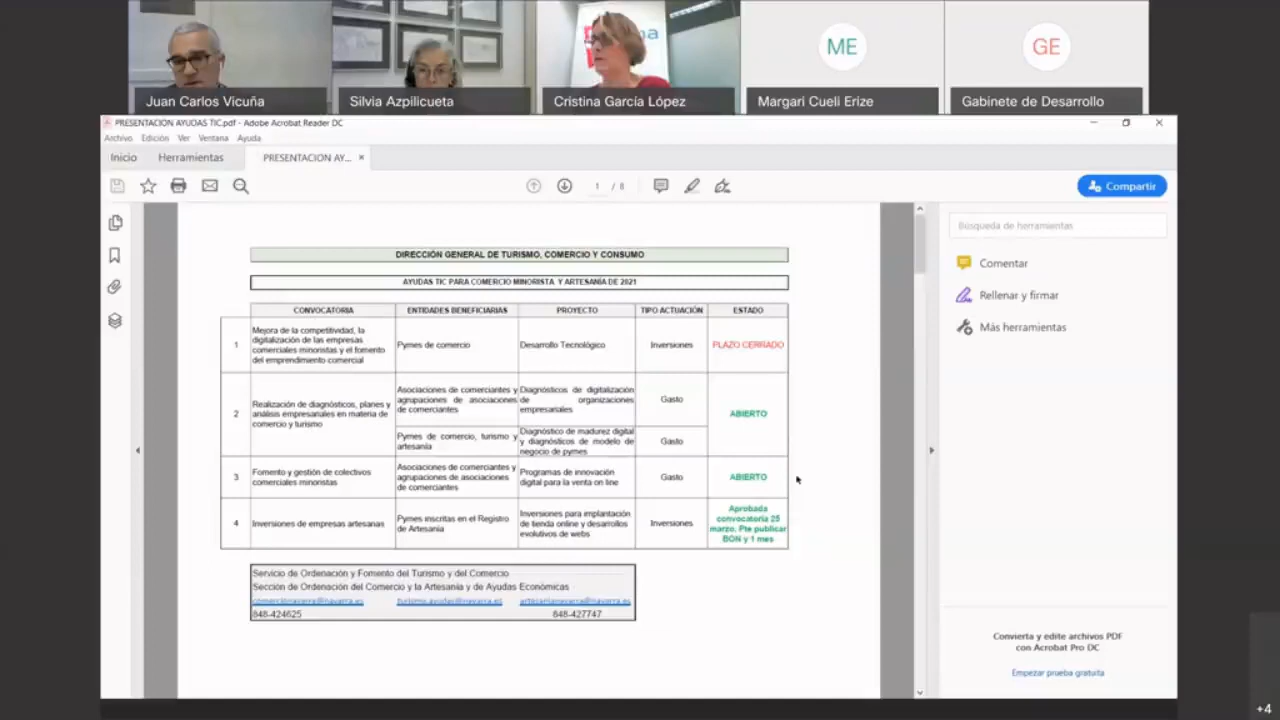 ME
GE
Juan Carlos Vicuña
Silvia Azpilicueta
Cristina García López
Margari Cueli Erize
Gabinete de Desarrollo
PRESENTACION AYUDAS TIC.pdf - Adobe Acrobat Reader DC
Archivo Edición Ver Ventana Ayuda
Inicio Herramientas PRESENTACION AY... ×
1 / 8
Compartir
Búsqueda de herramientas
Comentar
Rellenar y firmar
Más herramientas
Convierta y edite archivos PDF
con Acrobat Pro DC
Empezar prueba gratuita
DIRECCIÓN GENERAL DE TURISMO, COMERCIO Y CONSUMO
AYUDAS TIC PARA COMERCIO MINORISTA Y ARTESANÍA DE 2021
CONVOCATORIA ENTIDADES BENEFICIARIAS PROYECTO TIPO ACTUACIÓN ESTADO
1
Mejora de la competitividad, la
digitalización de las empresas
comerciales minoristas y el fomento
del emprendimiento comercial
Pymes de comercio
Desarrollo Tecnológico
Inversiones
PLAZO CERRADO
2
Realización de diagnósticos, planes y
análisis empresariales en materia de
comercio y turismo
Asociaciones de comerciantes y
agrupaciones de asociaciones
de comerciantes
Diagnósticos de digitalización
de organizaciones
empresariales
Gasto
ABIERTO
Pymes de comercio, turismo y
artesanía
Diagnóstico de madurez digital
y diagnósticos de modelo de
negocio de pymes
Gasto
3
Fomento y gestión de colectivos
comerciales minoristas
Asociaciones de comerciantes y
agrupaciones de asociaciones
de comerciantes
Programas de innovación
digital para la venta on line
Gasto
ABIERTO
4
Inversiones de empresas artesanas
Pymes inscritas en el Registro
de Artesanía
Inversiones para implantación
de tienda online y desarrollos
evolutivos de webs
Inversiones
Aprobada
convocatoria 25
marzo. Pte publicar
BON y 1 mes
Servicio de Ordenación y Fomento del Turismo y del Comercio
Sección de Ordenación del Comercio y la Artesanía y de Ayudas Económicas
comercionavarra@navarra.es turismo.ayudas@navarra.es artesanianavarra@navarra.es
848-424625 848-427747
+4